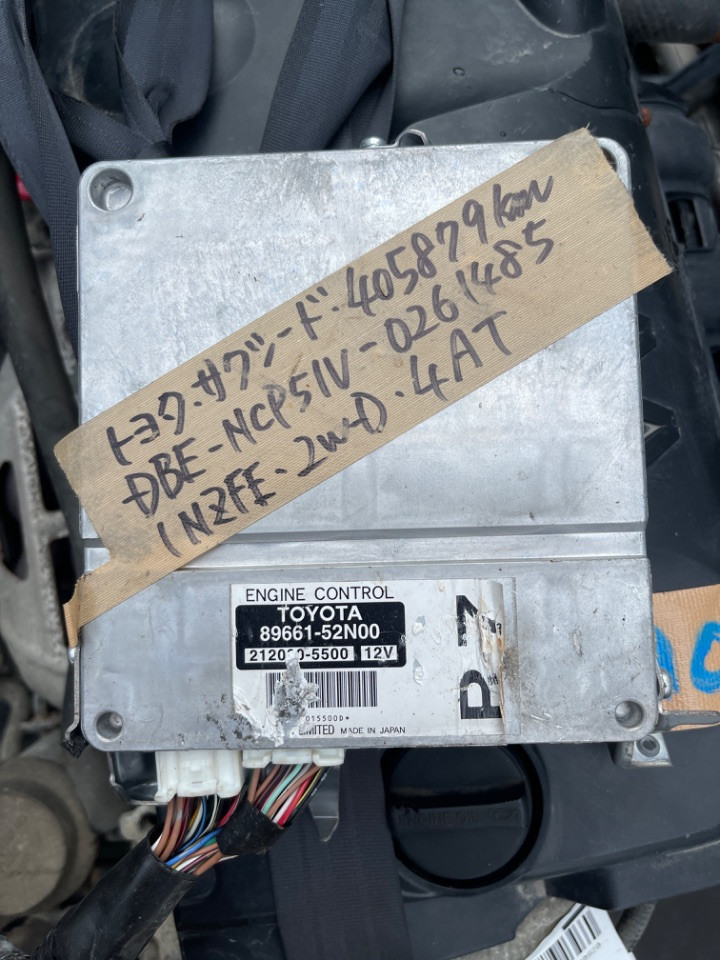 トヨタ.サクシード.405879km
DBE-NCP51V-0261485
1NZFE.2WD.4AT
ENGINE CONTROL
TOYOTA
89661-52N00
12V
LIMITED MADE IN JAPAN